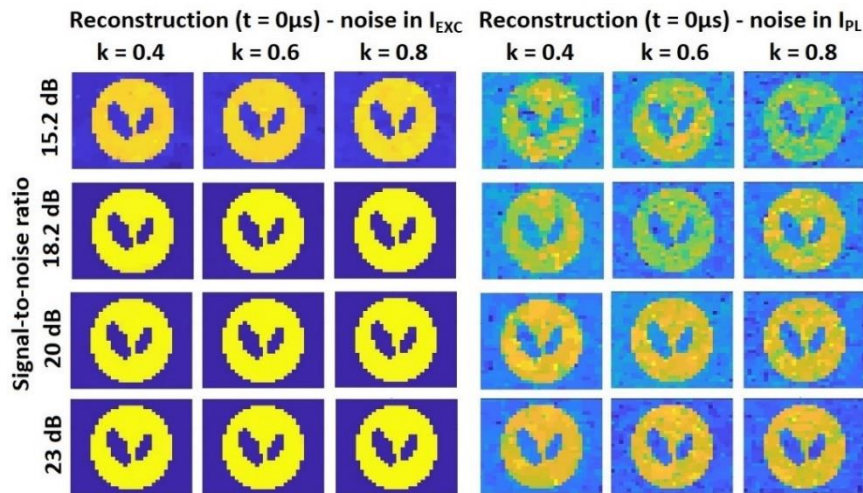 Reconstruction (t = 0µs) - noise in I_EXC Reconstruction (t = 0µs) - noise in I_PL
k = 0.4 k = 0.6 k = 0.8 k = 0.4 k = 0.6 k = 0.8
Signal-to-noise ratio
15.2 dB
18.2 dB
20 dB
23 dB